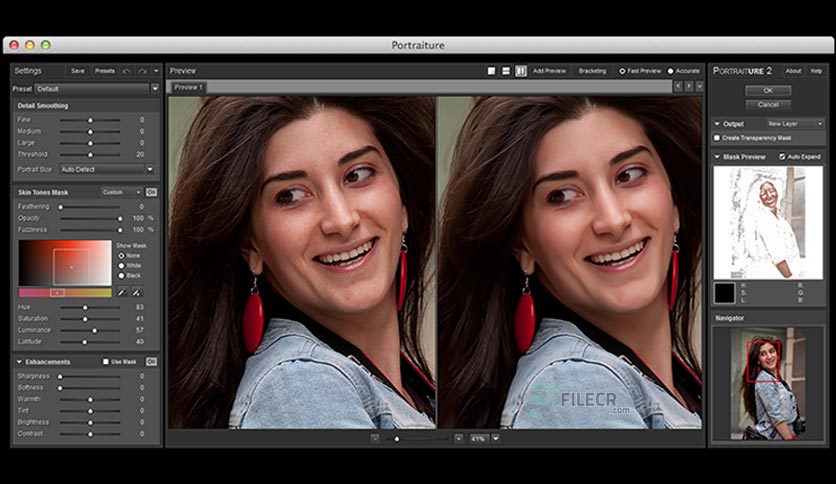 Portraiture
Settings Save Presets
Preset Default
Detail Smoothing
Fine 0
Medium 0
Large 0
Threshold 20
Portrait Size Auto Detect
Skin Tones Mask Custom On
Feathering 0
Opacity 100 %
Fuzziness 100 %
Show Mask
None
White
Black
Hue 83
Saturation 41
Luminance 57
Latitude 40
Enhancements Use Mask On
Sharpness 0
Softness 0
Warmth 0
Tint 0
Brightness 0
Contrast 0
Preview Add Preview Bracketing Fast Preview Accurate
Preview 1
FILECR
.com
41%
PORTRAITURE 2 About Help
OK
Cancel
Output New Layer
Create Transparency Mask
Mask Preview Auto Expand
H: R:
S: G:
L: B:
Navigator